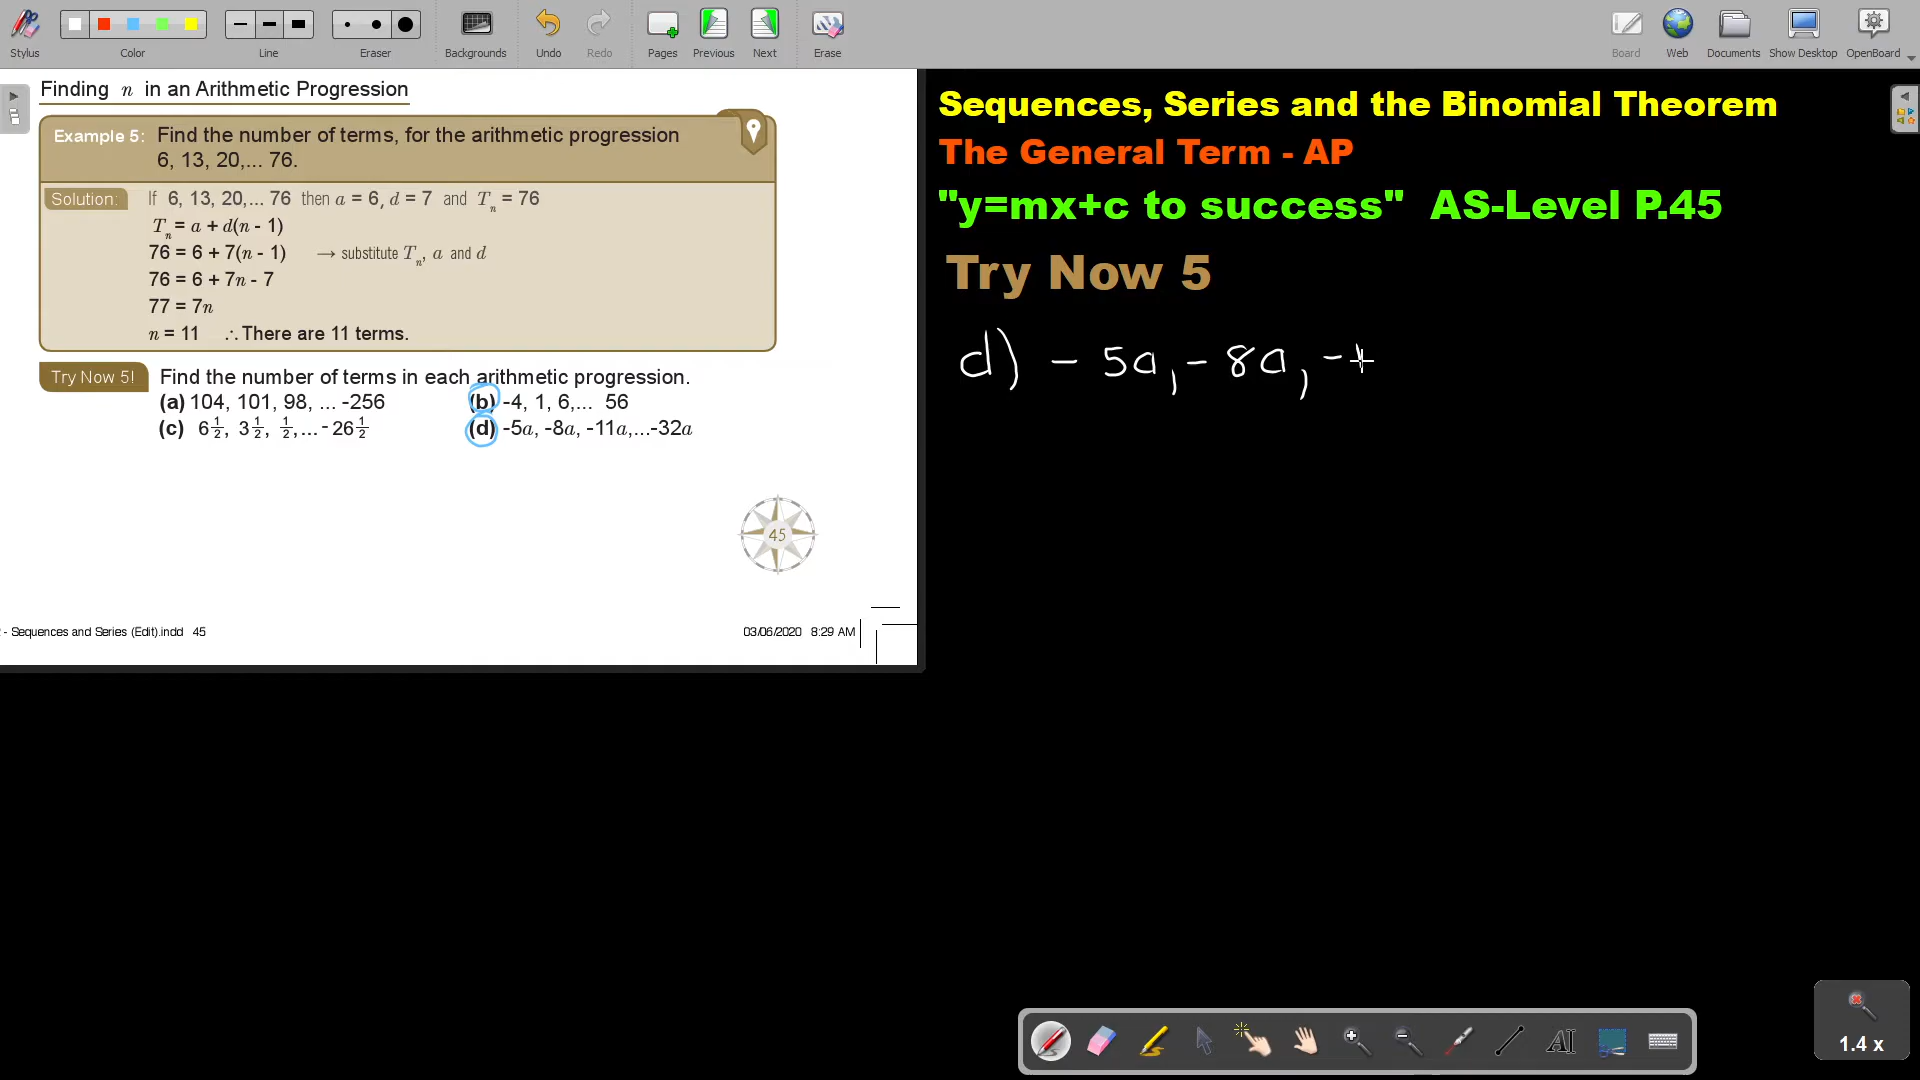 Stylus Color Line Eraser Backgrounds Undo Redo Pages Previous Next Erase Board Web Documents Show Desktop OpenBoard
Finding n in an Arithmetic Progression
Example 5: Find the number of terms, for the arithmetic progression
6, 13, 20,... 76.
Solution: If 6, 13, 20,... 76 then a = 6, d = 7 and Tₙ = 76
Tₙ = a + d(n - 1)
76 = 6 + 7(n - 1) → substitute Tₙ, a and d
76 = 6 + 7n - 7
77 = 7n
n = 11 ∴ There are 11 terms.
Try Now 5! Find the number of terms in each arithmetic progression.
(a) 104, 101, 98, ... -256 (b) -4, 1, 6,... 56
(c) 6½, 3½, ½,... - 26½ (d) -5a, -8a, -11a,...-32a
45
- Sequences and Series (Edit).indd 45 03/06/2020 8:29 AM
Sequences, Series and the Binomial Theorem
The General Term - AP
"y=mx+c to success" AS-Level P.45
Try Now 5
d) - 5a, - 8a, -
AI
1.4 x